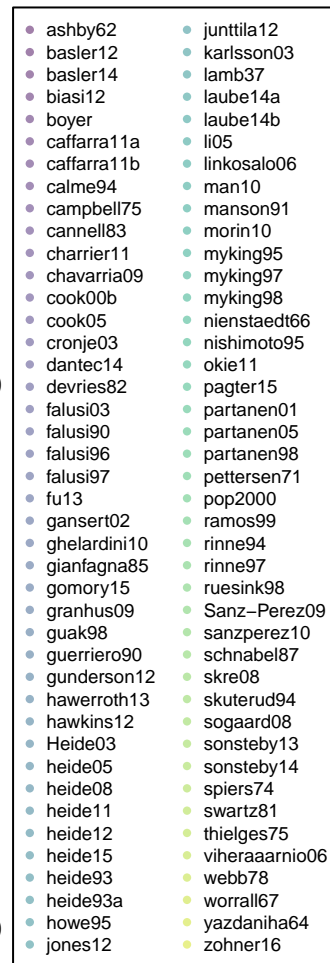 ashby62
basler12
basler14
biasi12
boyer
caffarra11a
caffarra11b
calme94
campbell75
cannell83
charrier11
chavarria09
cook00b
cook05
cronje03
dantec14
devries82
falusi03
falusi90
falusi96
falusi97
fu13
gansert02
ghelardini10
gianfagna85
gomory15
granhus09
guak98
guerriero90
gunderson12
hawerroth13
hawkins12
Heide03
heide05
heide08
heide11
heide12
heide15
heide93
heide93a
howe95
jones12
junttila12
karlsson03
lamb37
laube14a
laube14b
li05
linkosalo06
man10
manson91
morin10
myking95
myking97
myking98
nienstaedt66
nishimoto95
okie11
pagter15
partanen01
partanen05
partanen98
pettersen71
pop2000
ramos99
rinne94
rinne97
ruesink98
Sanz−Perez09
sanzperez10
schnabel87
skre08
skuterud94
sogaard08
sonsteby13
sonsteby14
spiers74
swartz81
thielges75
viheraaarnio06
webb78
worrall67
yazdaniha64
zohner16